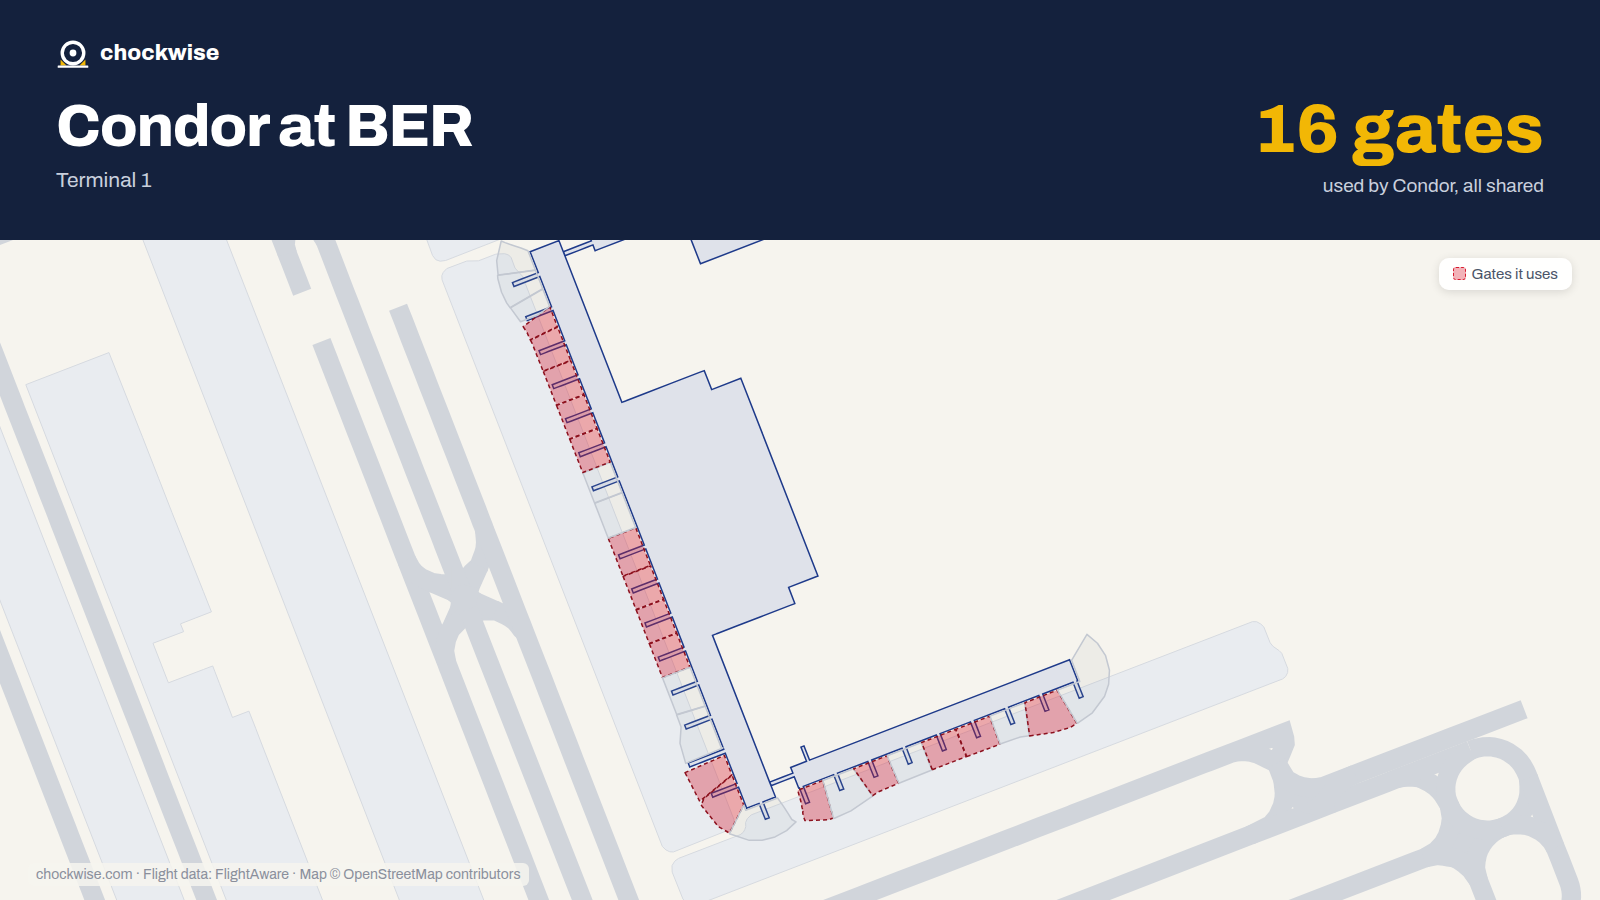 chockwise
Condor at BER
Terminal 1
16 gates
used by Condor, all shared
Gates it uses
chockwise.com · Flight data: FlightAware · Map © OpenStreetMap contributors